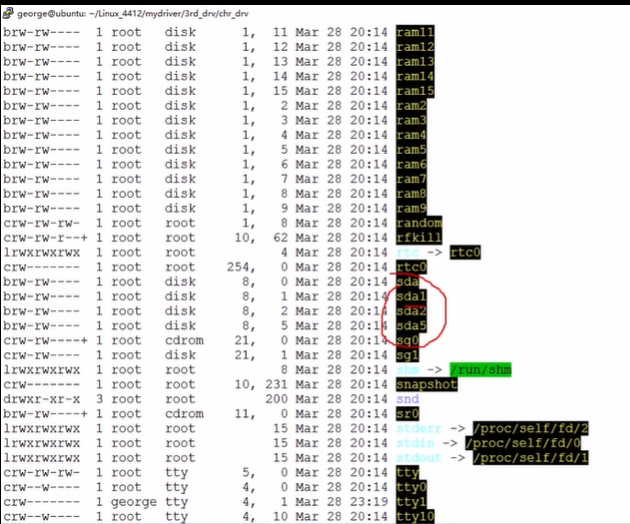 george@ubuntu: ~/Linux_4412/mydriver/3rd_drv/chr_drv
brw-rw---- 1 root disk 1, 11 Mar 28 20:14 ram11
brw-rw---- 1 root disk 1, 12 Mar 28 20:14 ram12
brw-rw---- 1 root disk 1, 13 Mar 28 20:14 ram13
brw-rw---- 1 root disk 1, 14 Mar 28 20:14 ram14
brw-rw---- 1 root disk 1, 15 Mar 28 20:14 ram15
brw-rw---- 1 root disk 1, 2 Mar 28 20:14 ram2
brw-rw---- 1 root disk 1, 3 Mar 28 20:14 ram3
brw-rw---- 1 root disk 1, 4 Mar 28 20:14 ram4
brw-rw---- 1 root disk 1, 5 Mar 28 20:14 ram5
brw-rw---- 1 root disk 1, 6 Mar 28 20:14 ram6
brw-rw---- 1 root disk 1, 7 Mar 28 20:14 ram7
brw-rw---- 1 root disk 1, 8 Mar 28 20:14 ram8
brw-rw---- 1 root disk 1, 9 Mar 28 20:14 ram9
crw-rw-rw- 1 root root 1, 8 Mar 28 20:14 random
crw-rw-r--+ 1 root root 10, 62 Mar 28 20:14 rfkill
lrwxrwxrwx 1 root root 4 Mar 28 20:14 rtc -> rtc0
crw------- 1 root root 254, 0 Mar 28 20:14 rtc0
brw-rw---- 1 root disk 8, 0 Mar 28 20:14 sda
brw-rw---- 1 root disk 8, 1 Mar 28 20:14 sda1
brw-rw---- 1 root disk 8, 2 Mar 28 20:14 sda2
brw-rw---- 1 root disk 8, 5 Mar 28 20:14 sda5
crw-rw----+ 1 root cdrom 21, 0 Mar 28 20:14 sg0
crw-rw---- 1 root disk 21, 1 Mar 28 20:14 sg1
lrwxrwxrwx 1 root root 8 Mar 28 20:14 shm -> /run/shm
crw------- 1 root root 10, 231 Mar 28 20:14 snapshot
drwxr-xr-x 3 root root 200 Mar 28 20:14 snd
brw-rw----+ 1 root cdrom 11, 0 Mar 28 20:14 sr0
lrwxrwxrwx 1 root root 15 Mar 28 20:14 stderr -> /proc/self/fd/2
lrwxrwxrwx 1 root root 15 Mar 28 20:14 stdin -> /proc/self/fd/0
lrwxrwxrwx 1 root root 15 Mar 28 20:14 stdout -> /proc/self/fd/1
crw-rw-rw- 1 root tty 5, 0 Mar 28 20:14 tty
crw--w---- 1 root tty 4, 0 Mar 28 20:14 tty0
crw------- 1 george tty 4, 1 Mar 28 23:19 tty1
crw--w---- 1 root tty 4, 10 Mar 28 20:14 tty10